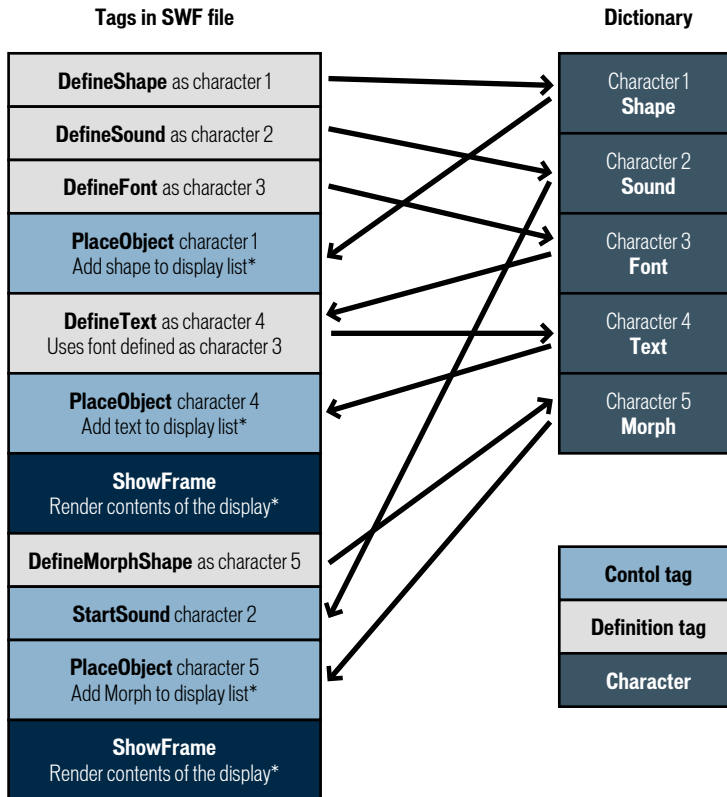 Tags in SWF file
DefineShape as character 1
DefineSound as character 2
DefineFont as character 3
PlaceObject character 1
Add shape to display list*
DefineText as character 4
Uses font defined as character 3
PlaceObject character 4
Add text to display list*
ShowFrame
Render contents of the display*
DefineMorphShape as character 5
StartSound character 2
PlaceObject character 5
Add Morph to display list*
ShowFrame
Render contents of the display*
Dictionary
Character 1
Shape
Character 2
Sound
Character 3
Font
Character 4
Text
Character 5
Morph
Contol tag
Definition tag
Character